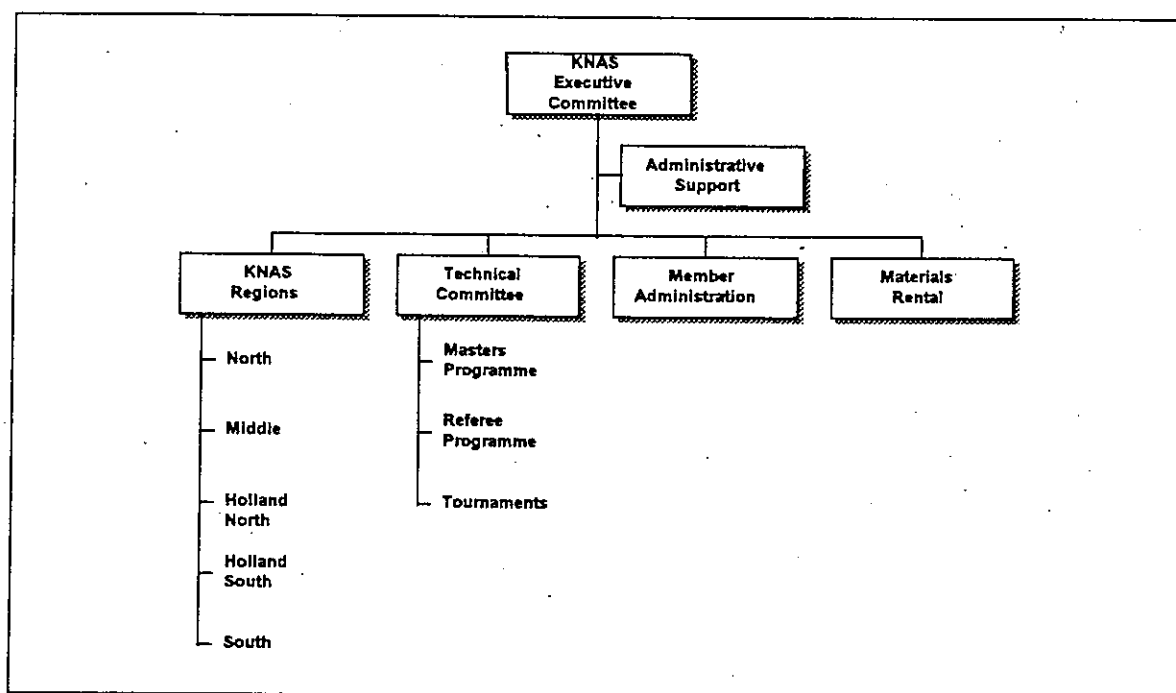 KNAS
Executive
Committee
Administrative
Support
KNAS
Regions
Technical
Committee
Member
Administration
Materials
Rental
North
Middle
Holland
North
Holland
South
South
Masters
Programme
Referee
Programme
Tournaments